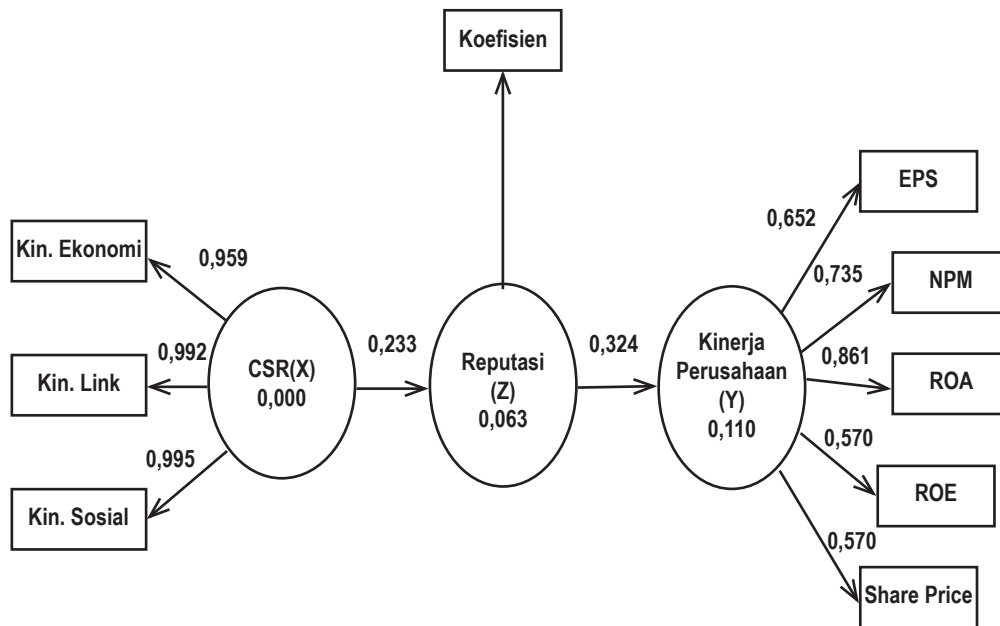 Koefisien
EPS
0,652
Kin. Ekonomi
0,959
0,735
NPM
Kin. Link
0,992
CSR(X)
0,000
0,233
Reputasi
(Z)
0,063
0,324
Kinerja
Perusahaan
(Y)
0,110
0,861
ROA
0,995
0,570
ROE
Kin. Sosial
0,570
Share Price